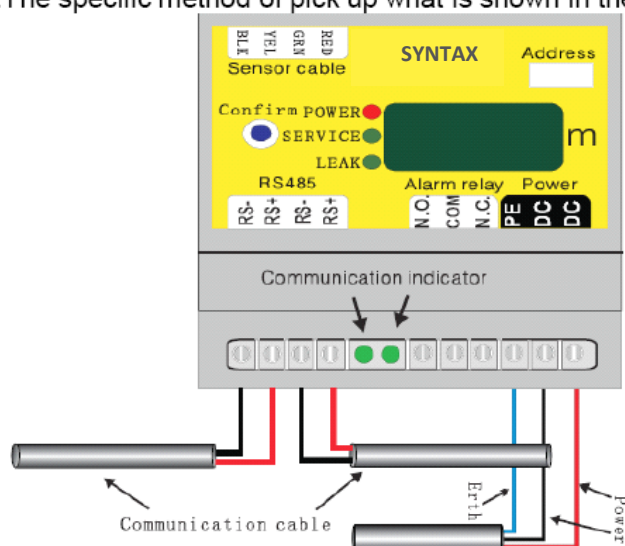 The specific method of pick up what is shown in the
BLK YEL GRN RED
Sensor cable
SYNTAX
Address
Confirm POWER
SERVICE
LEAK
m
RS485
Alarm relay Power
RS- RS+ RS- RS+
N.O. COM N.C. PE DC DC
Communication indicator
Communication cable
Erth
Power